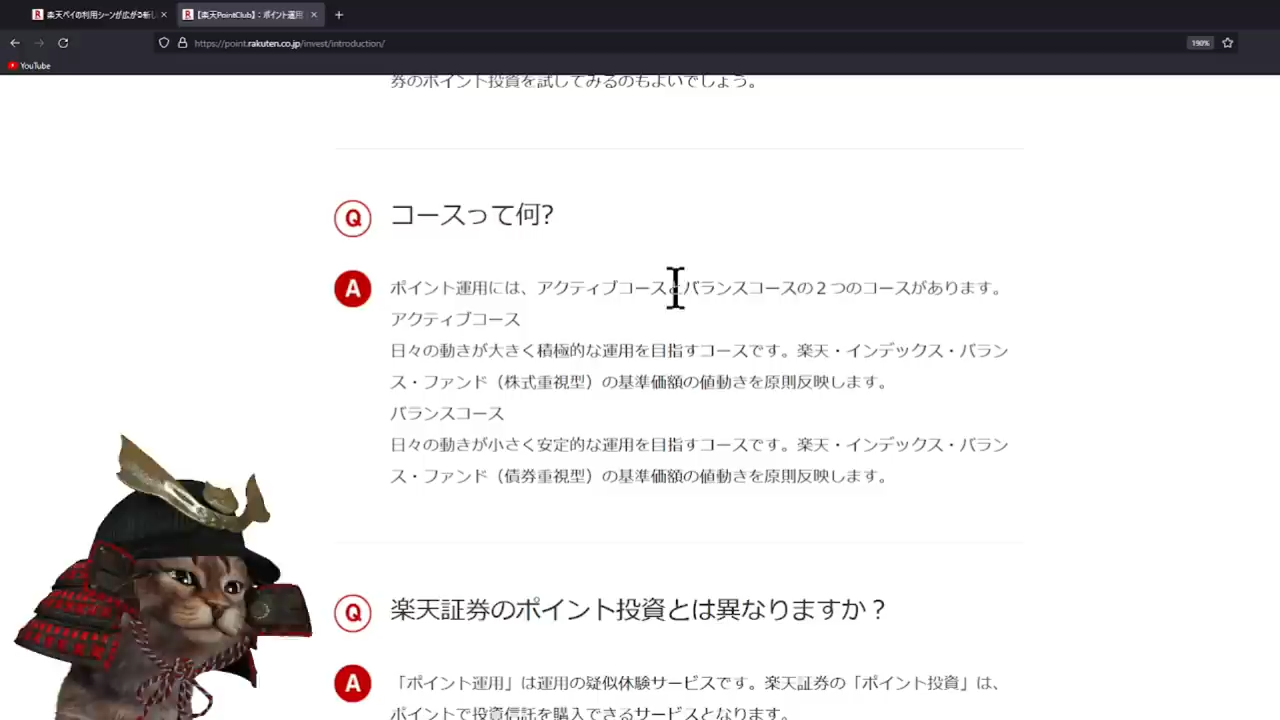 楽天ペイの利用シーンが広がる新し
【楽天PointClub】：ポイント運用
https://point.rakuten.co.jp/invest/introduction/
190%
YouTube
券のポイント投資を試してみるのもよいでしょう。
Q コースって何?
A ポイント運用には、アクティブコースとバランスコースの２つのコースがあります。
アクティブコース
日々の動きが大きく積極的な運用を目指すコースです。楽天・インデックス・バラン
ス・ファンド（株式重視型）の基準価額の値動きを原則反映します。
バランスコース
日々の動きが小さく安定的な運用を目指すコースです。楽天・インデックス・バラン
ス・ファンド（債券重視型）の基準価額の値動きを原則反映します。
Q 楽天証券のポイント投資とは異なりますか？
A 「ポイント運用」は運用の疑似体験サービスです。楽天証券の「ポイント投資」は、
ポイントで投資信託を購入できるサービスとなります。